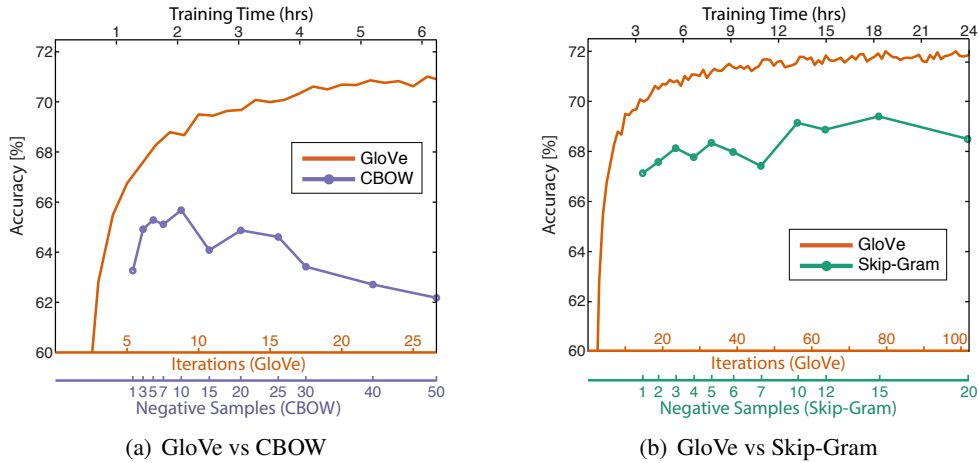 Training Time (hrs)
1 2 3 4 5 6
72
70
68
66
64
62
60
Accuracy [%]
GloVe
CBOW
5 10 15 20 25
Iterations (GloVe)
1 3 5 7 10 15 20 25 30 40 50
Negative Samples (CBOW)
(a) GloVe vs CBOW
Training Time (hrs)
3 6 9 12 15 18 21 24
72
70
68
66
64
62
60
Accuracy [%]
GloVe
Skip-Gram
20 40 60 80 100
Iterations (GloVe)
1 2 3 4 5 6 7 10 12 15 20
Negative Samples (Skip-Gram)
(b) GloVe vs Skip-Gram